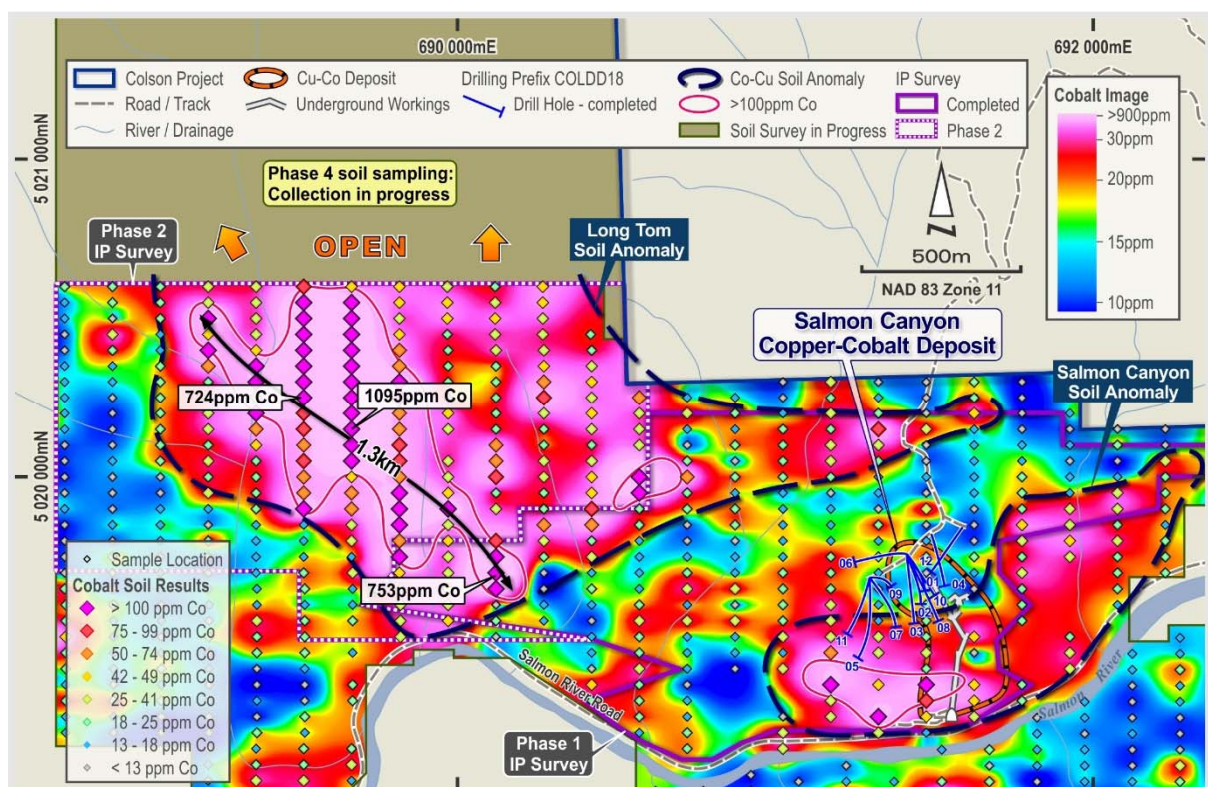 690 000mE
692 000mE
Colson Project
Cu-Co Deposit
Drilling Prefix COLDD18
Co-Cu Soil Anomaly
IP Survey
Road / Track
Underground Workings
Drill Hole - completed
>100ppm Co
Completed
River / Drainage
Soil Survey in Progress
Phase 2
Cobalt Image
>900ppm
30ppm
20ppm
15ppm
10ppm
5 021 000mN
Phase 4 soil sampling:
Collection in progress
Phase 2
IP Survey
OPEN
Long Tom
Soil Anomaly
N
500m
NAD 83 Zone 11
Salmon Canyon
Copper-Cobalt Deposit
Salmon Canyon
Soil Anomaly
724ppm Co
1095ppm Co
1.3km
5 020 000mN
753ppm Co
06
12
01
04
09
10
02
11
07
03
08
05
Sample Location
Cobalt Soil Results
> 100 ppm Co
75 - 99 ppm Co
50 - 74 ppm Co
42 - 49 ppm Co
25 - 41 ppm Co
18 - 25 ppm Co
13 - 18 ppm Co
< 13 ppm Co
Salmon River Road
Salmon River
Phase 1
IP Survey